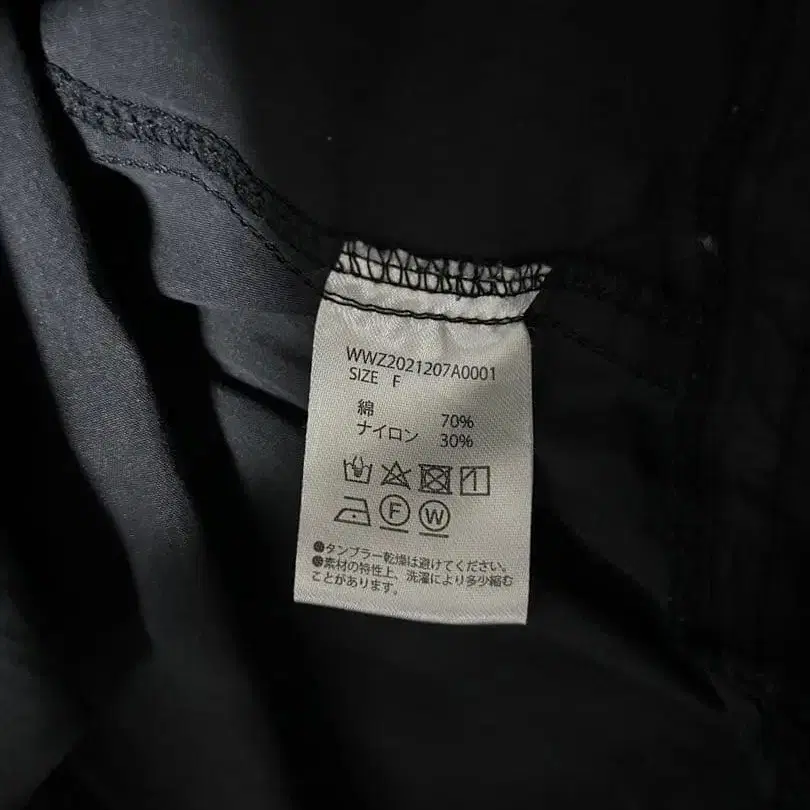 WWZ2021207A0001
SIZE F
綿 70%
ナイロン 30%
F W
●タンブラー乾燥は避けてください。
●素材の特性上、洗濯により多少縮む
ことがあります。